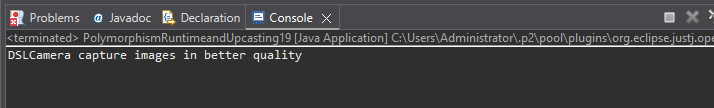 Problems @ Javadoc Declaration Console ×
<terminated> PolymorphismRuntimeandUpcasting19 [Java Application] C:\Users\Administrator\.p2\pool\plugins\org.eclipse.justj.ope
DSLCamera capture images in better quality